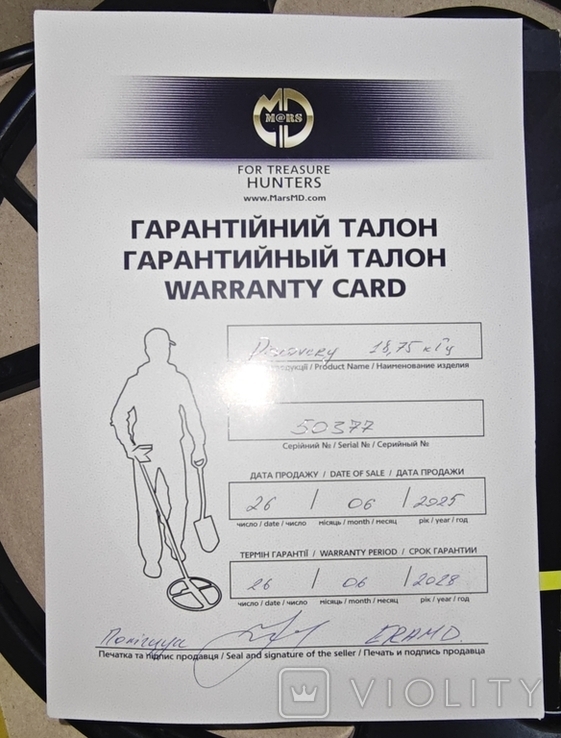 MD
M@RS
FOR TREASURE
HUNTERS
www.MarsMD.com
ГАРАНТІЙНИЙ ТАЛОН
ГАРАНТИЙНЫЙ ТАЛОН
WARRANTY CARD
Discovery 18,75 кГц
/ Product Name / Наименование изделия
50377
Серійний № / Serial № / Серийный №
ДАТА ПРОДАЖУ / DATE OF SALE / ДАТА ПРОДАЖИ
26 / 06 / 2025
число / date / число місяць / month / месяц рік / year / год
ТЕРМІН ГАРАНТІЇ / WARRANTY PERIOD / СРОК ГАРАНТИИ
26 / 06 / 2028
число / date / число місяць / month / месяц рік / year / год
ERAMD.
Печатка та підпис продавця / Seal and signature of the seller / Печать и подпись продавца
VIOLITY